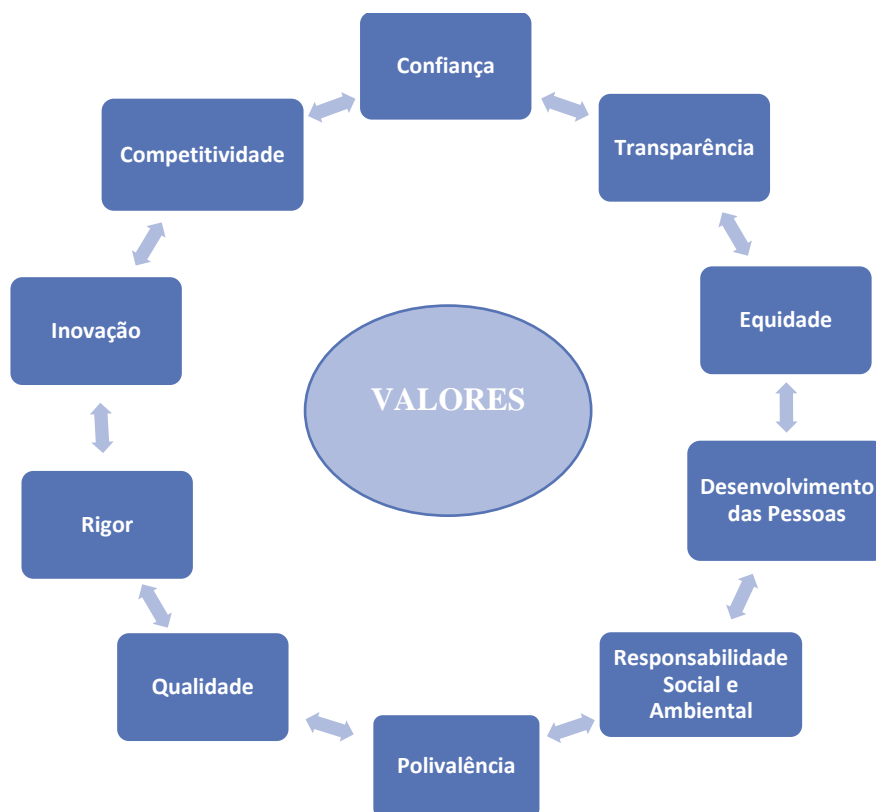 Confiança
Transparência
Equidade
Desenvolvimento
das Pessoas
Responsabilidade
Social e
Ambiental
Polivalência
Qualidade
Rigor
Inovação
Competitividade
VALORES